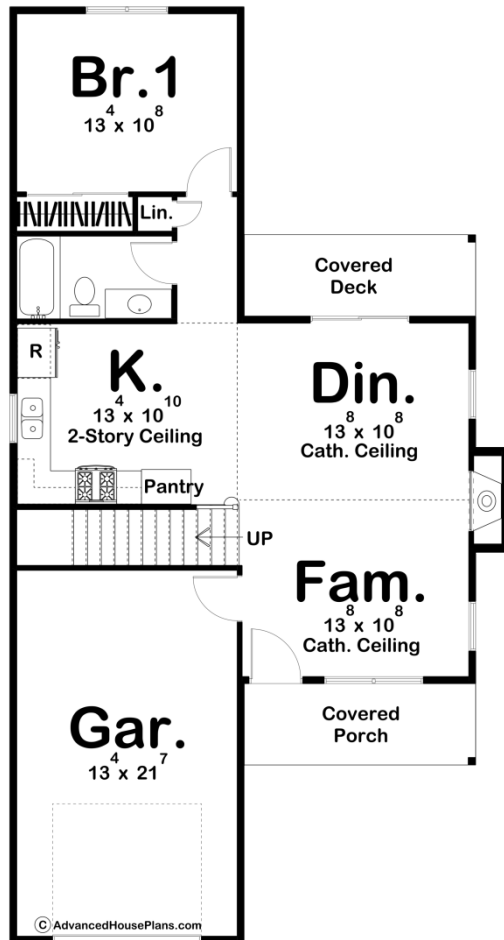 Br.1
13⁴ x 10⁸
Lin.
Covered
Deck
R
K.
13⁴ x 10¹⁰
2-Story Ceiling
Din.
13⁸ x 10⁸
Cath. Ceiling
Pantry
UP
Fam.
13⁸ x 10⁸
Cath. Ceiling
Covered
Porch
Gar.
13⁴ x 21⁷
© AdvancedHousePlans.com